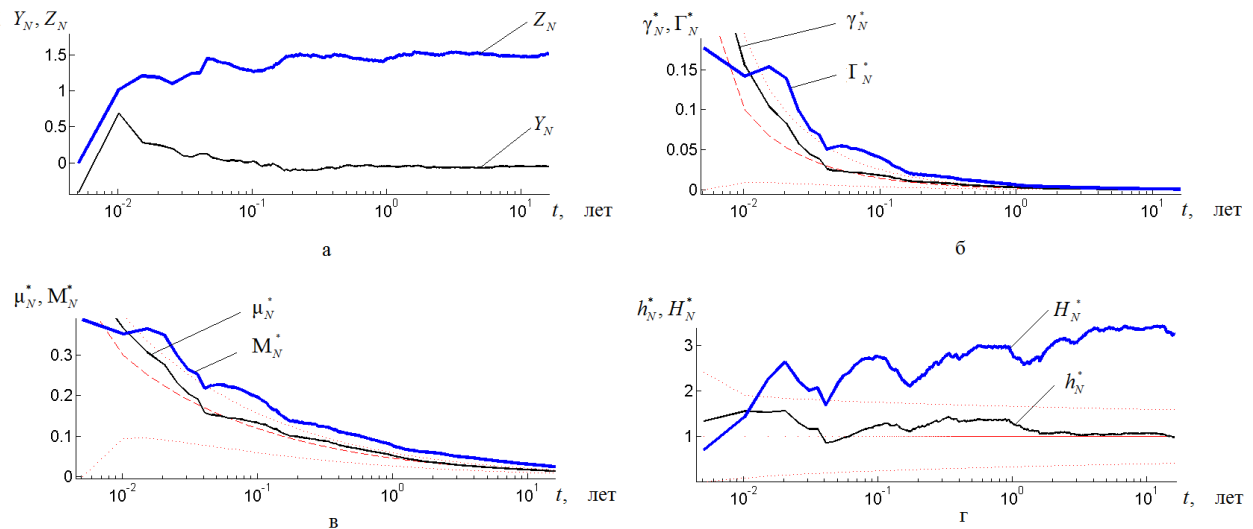 Y_N, Z_N
Z_N
1.5
1
0.5
0
Y_N
10^-2
10^-1
10^0
10^1
t, лет
а
γ*_N, Γ*_N
γ*_N
Γ*_N
0.15
0.1
0.05
0
10^-2
10^-1
10^0
10^1
t, лет
б
μ*_N, M*_N
μ*_N
M*_N
0.3
0.2
0.1
0
10^-2
10^-1
10^0
10^1
t, лет
в
h*_N, H*_N
H*_N
h*_N
3
2
1
10^-2
10^-1
10^0
10^1
t, лет
г